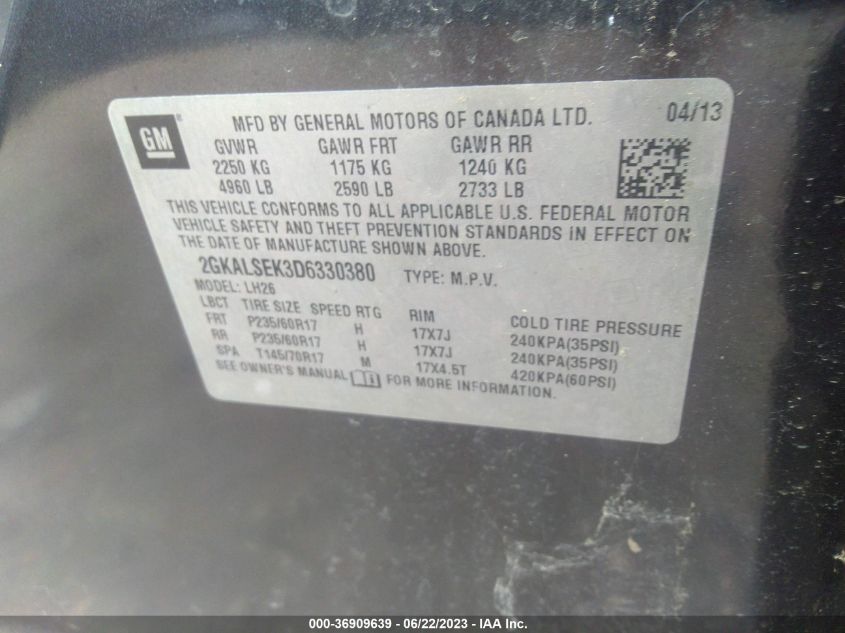 GM
MFD BY GENERAL MOTORS OF CANADA LTD. 04/13
GVWR GAWR FRT GAWR RR
2250 KG 1175 KG 1240 KG
4960 LB 2590 LB 2733 LB
THIS VEHICLE CONFORMS TO ALL APPLICABLE U.S. FEDERAL MOTOR
VEHICLE SAFETY AND THEFT PREVENTION STANDARDS IN EFFECT ON
THE DATE OF MANUFACTURE SHOWN ABOVE.
2GKALSEK3D6330380 TYPE: M.P.V.
MODEL: LH26
LBCT TIRE SIZE SPEED RTG RIM COLD TIRE PRESSURE
FRT P235/60R17 H 17X7J 240KPA(35PSI)
RR P235/60R17 H 17X7J 240KPA(35PSI)
SPA T145/70R17 M 17X4.5T 420KPA(60PSI)
SEE OWNER'S MANUAL FOR MORE INFORMATION.
000-36909639 - 06/22/2023 - IAA Inc.